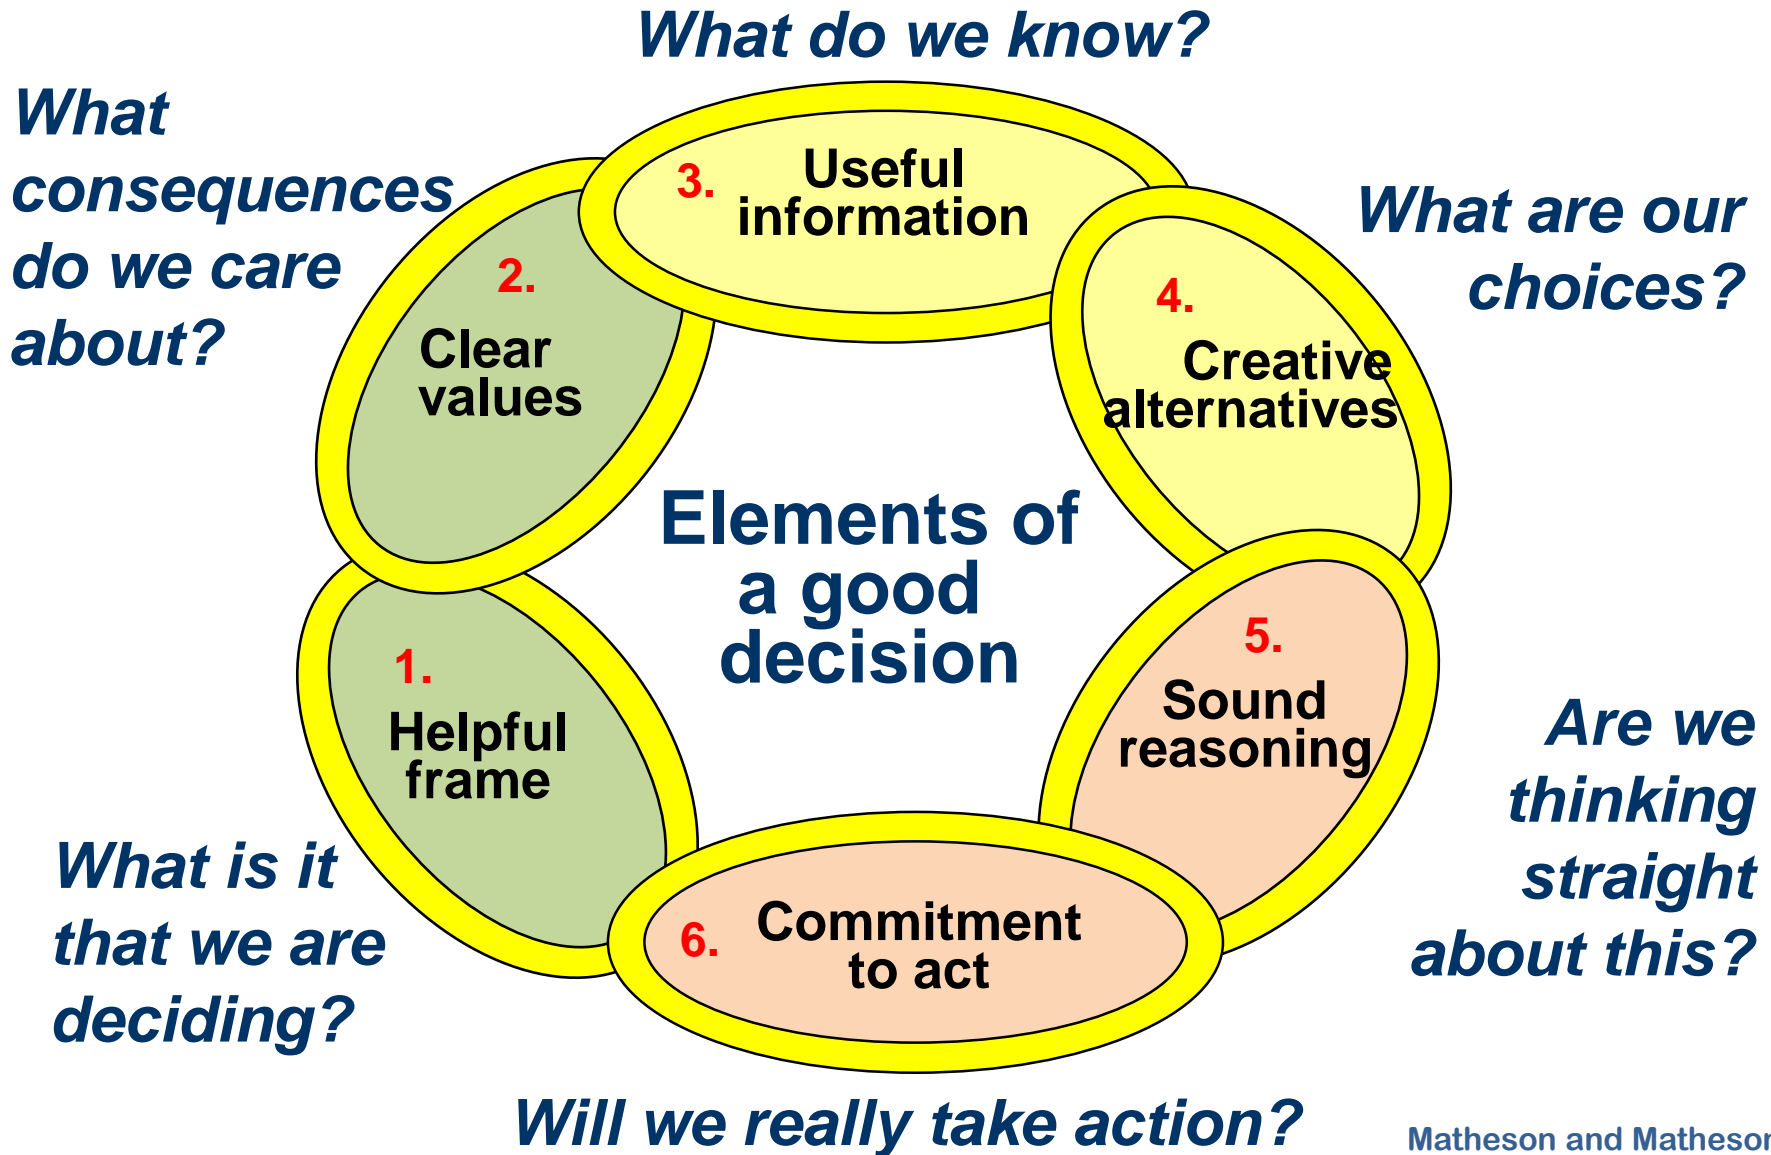 What do we know?
What
consequences
do we care
about?
3.
Useful
information
What are our
choices?
2.
Clear
values
4.
Creative
alternatives
Elements of
a good
decision
1.
Helpful
frame
5.
Sound
reasoning
Are we
thinking
straight
about this?
What is it
that we are
deciding?
6.
Commitment
to act
Will we really take action?
Matheson and Matheson